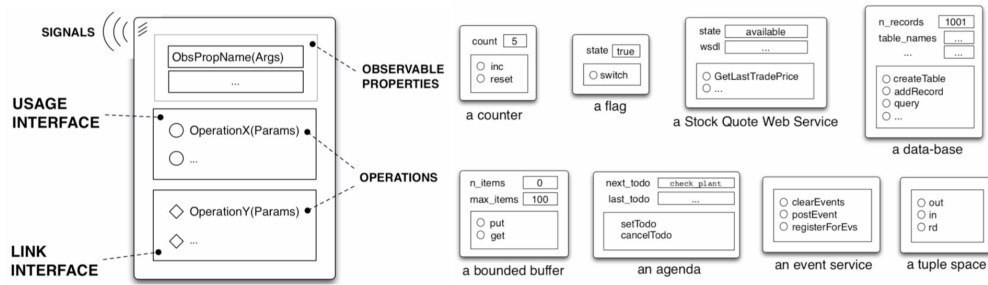 SIGNALS
ObsPropName(Args)
...
OBSERVABLE
PROPERTIES
USAGE
INTERFACE
OperationX(Params)
...
OPERATIONS
OperationY(Params)
...
LINK
INTERFACE
count 5
inc
reset
a counter
state true
switch
a flag
state available
wsdl ...
GetLastTradePrice
...
a Stock Quote Web Service
n_records 1001
table_names ...
... ...
createTable
addRecord
query
...
a data-base
n_items 0
max_items 100
put
get
a bounded buffer
next_todo check_plant
last_todo ...
setTodo
cancelTodo
an agenda
clearEvents
postEvent
registerForEvs
an event service
out
in
rd
a tuple space